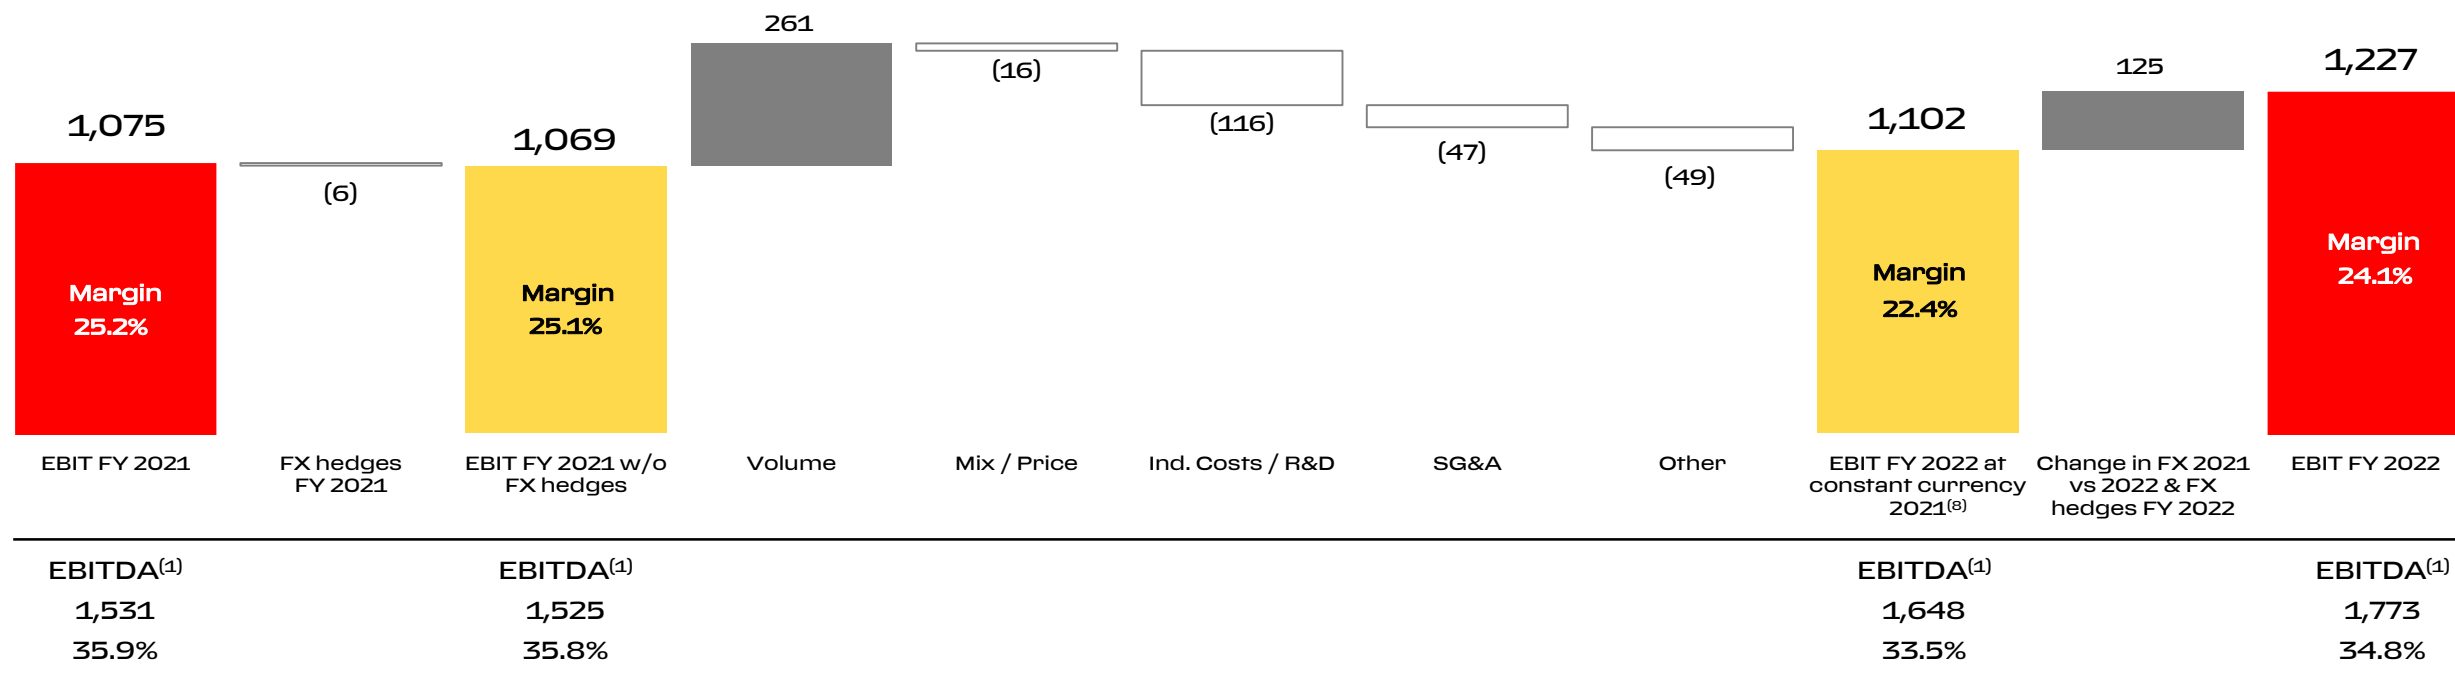 261
(16)
(116)
(47)
(49)
125
1,227
1,075
(6)
1,069
1,102
Margin
25.2%
Margin
25.1%
Margin
22.4%
Margin
24.1%
EBIT FY 2021
FX hedges
FY 2021
EBIT FY 2021 w/o
FX hedges
Volume
Mix / Price
Ind. Costs / R&D
SG&A
Other
EBIT FY 2022 at
constant currency
2021(8)
Change in FX 2021
vs 2022 & FX
hedges FY 2022
EBIT FY 2022
EBITDA(1)
1,531
35.9%
EBITDA(1)
1,525
35.8%
EBITDA(1)
1,648
33.5%
EBITDA(1)
1,773
34.8%